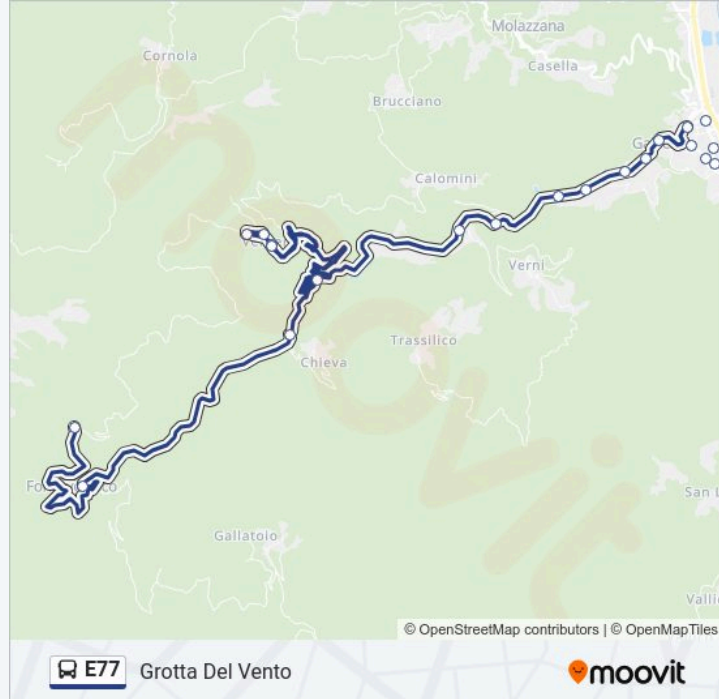 Molazzana
Cornola
Casella
Brucciano
Calomini
Verni
Trassilico
Chieva
San L
Gallatoio
Valli
© OpenStreetMap contributors | © OpenMapTiles
E77 Grotta Del Vento
moovit
moovit